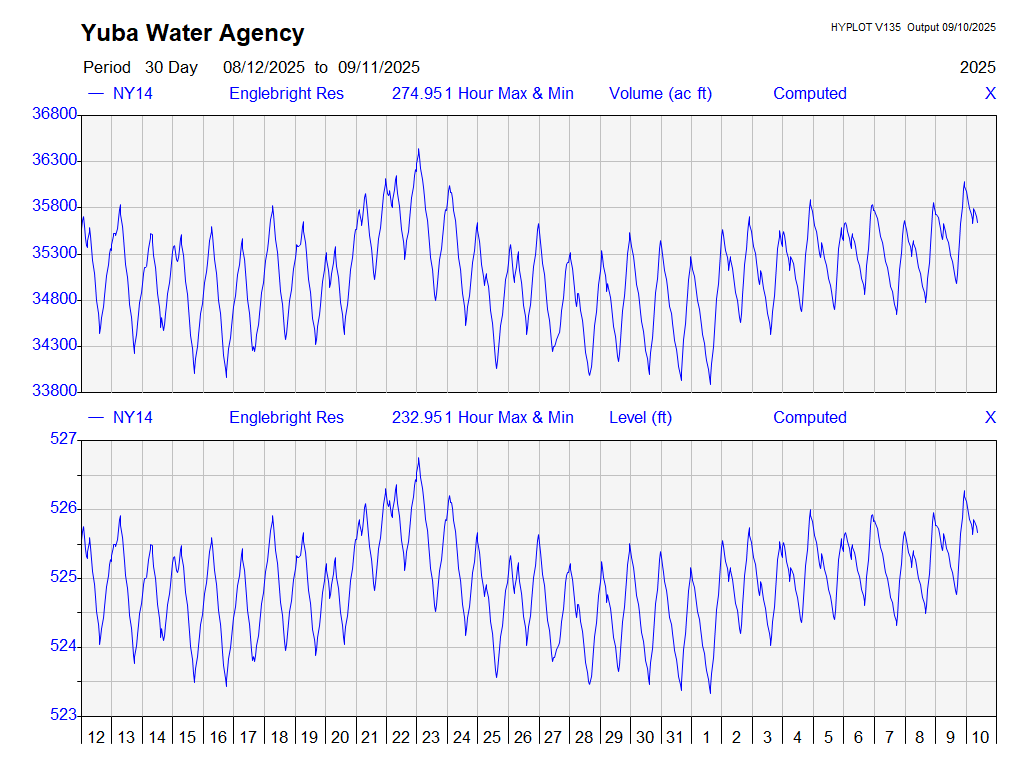 Yuba Water Agency
HYPLOT V135 Output 09/10/2025
Period 30 Day 08/12/2025 to 09/11/2025 2025
NY14 Englebright Res 274.951 Hour Max & Min Volume (ac ft) Computed X
36800
36300
35800
35300
34800
34300
33800
NY14 Englebright Res 232.951 Hour Max & Min Level (ft) Computed X
527
526
525
524
523
12 13 14 15 16 17 18 19 20 21 22 23 24 25 26 27 28 29 30 31 1 2 3 4 5 6 7 8 9 10